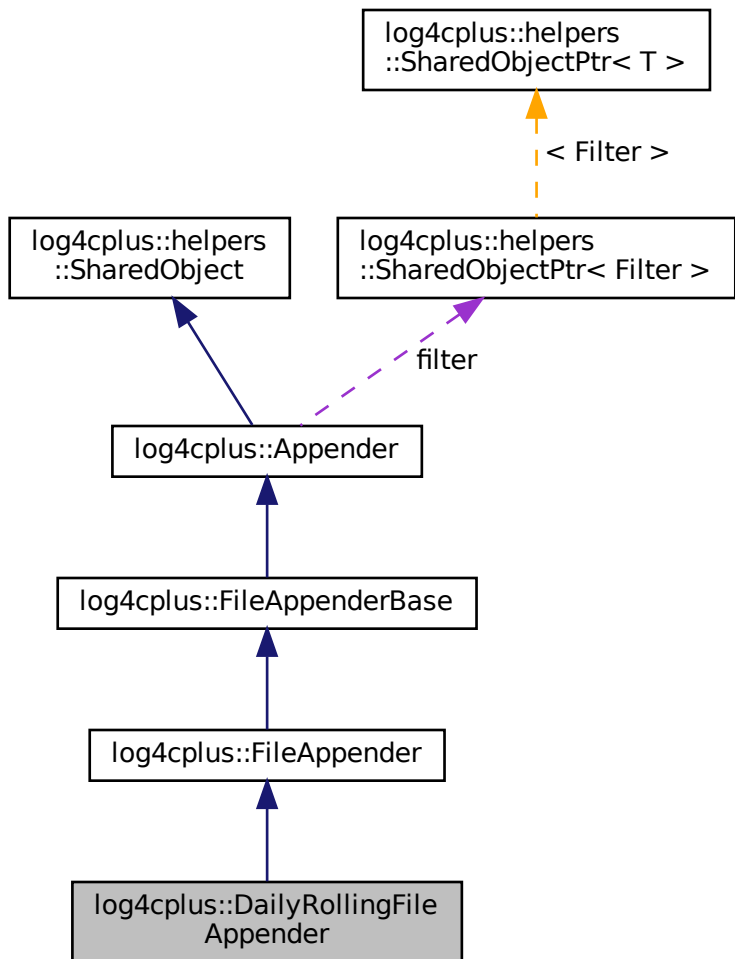 log4cplus::helpers
::SharedObjectPtr< T >
< Filter >
log4cplus::helpers
::SharedObject
log4cplus::helpers
::SharedObjectPtr< Filter >
filter
log4cplus::Appender
log4cplus::FileAppenderBase
log4cplus::FileAppender
log4cplus::DailyRollingFile
Appender